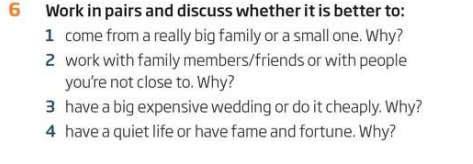 6 Work in pairs and discuss whether it is better to:
1 come from a really big family or a small one. Why?
2 work with family members/friends or with people
you're not close to. Why?
3 have a big expensive wedding or do it cheaply. Why?
4 have a quiet life or have fame and fortune. Why?